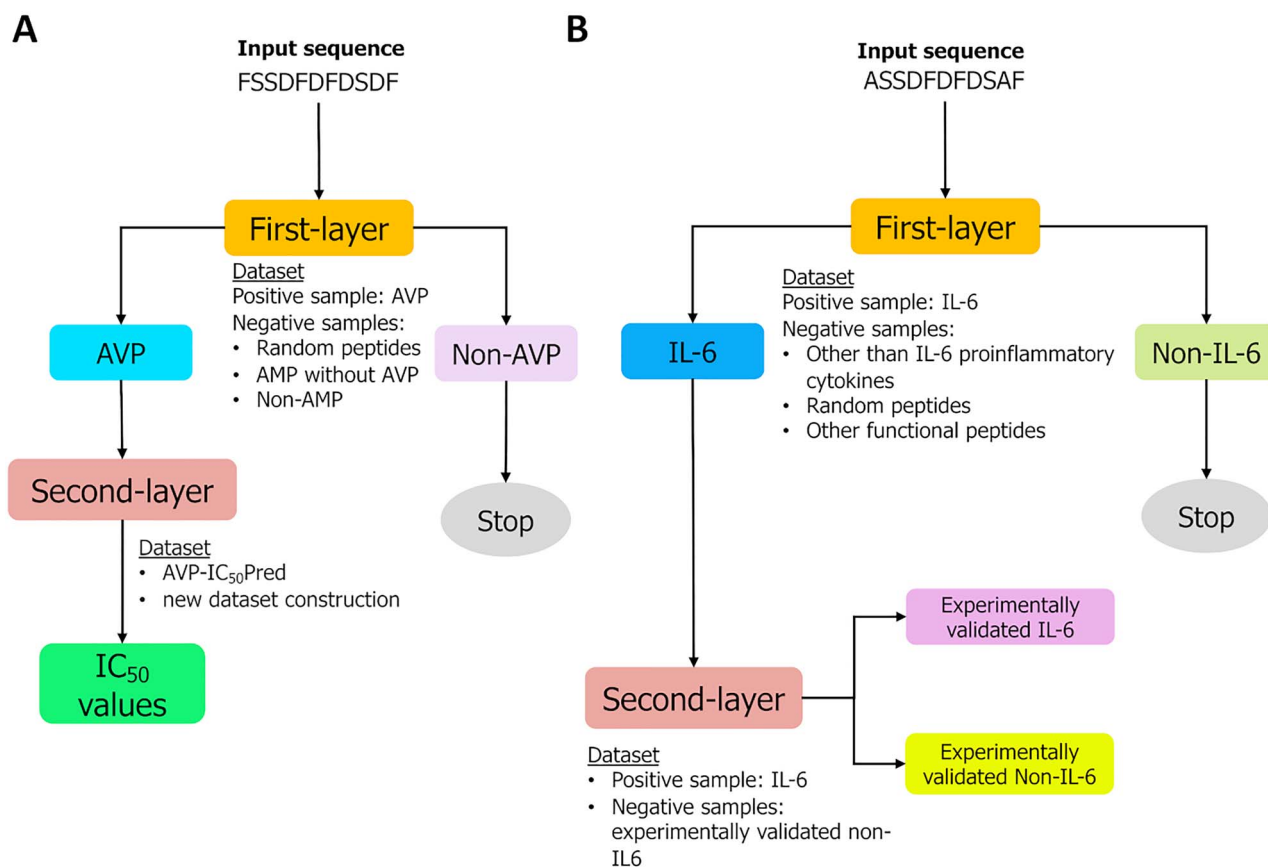 A
Input sequence
FSSDFDFDSDF
First-layer
Dataset
Positive sample: AVP
Negative samples:
• Random peptides
• AMP without AVP
• Non-AMP
AVP
Non-AVP
Second-layer
Stop
Dataset
• AVP-IC₅₀Pred
• new dataset construction
IC₅₀
values
B
Input sequence
ASSDFDFDSAF
First-layer
Dataset
Positive sample: IL-6
Negative samples:
• Other than IL-6 proinflammatory
cytokines
• Random peptides
• Other functional peptides
IL-6
Non-IL-6
Stop
Second-layer
Dataset
• Positive sample: IL-6
• Negative samples:
experimentally validated non-
IL6
Experimentally
validated IL-6
Experimentally
validated Non-IL-6